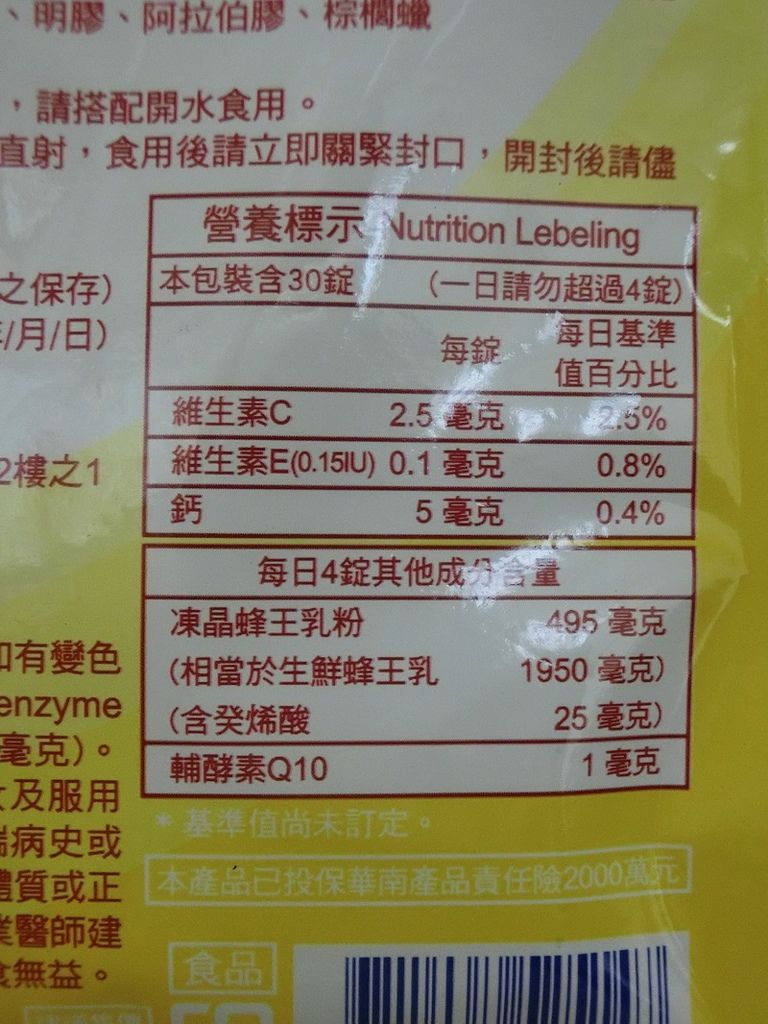 、明膠、阿拉伯膠、棕櫚蠟
，請搭配開水食用。
直射，食用後請立即關緊封口，開封後請儘
營養標示 Nutrition Lebeling
本包裝含30錠 (一日請勿超過4錠)
每錠 每日基準值百分比
維生素C 2.5 毫克 2.5%
維生素E(0.15IU) 0.1 毫克 0.8%
鈣 5 毫克 0.4%
每日4錠其他成分含量
凍晶蜂王乳粉 495 毫克
(相當於生鮮蜂王乳 1950 毫克)
(含癸烯酸 25 毫克)
輔酵素Q10 1 毫克
* 基準值尚未訂定。
本產品已投保華南產品責任險2000萬元
食品
之保存)
/月/日)
2樓之1
有變色
enzyme
毫克)。
及服用
病史或
體質或正
業醫師建
食無益。